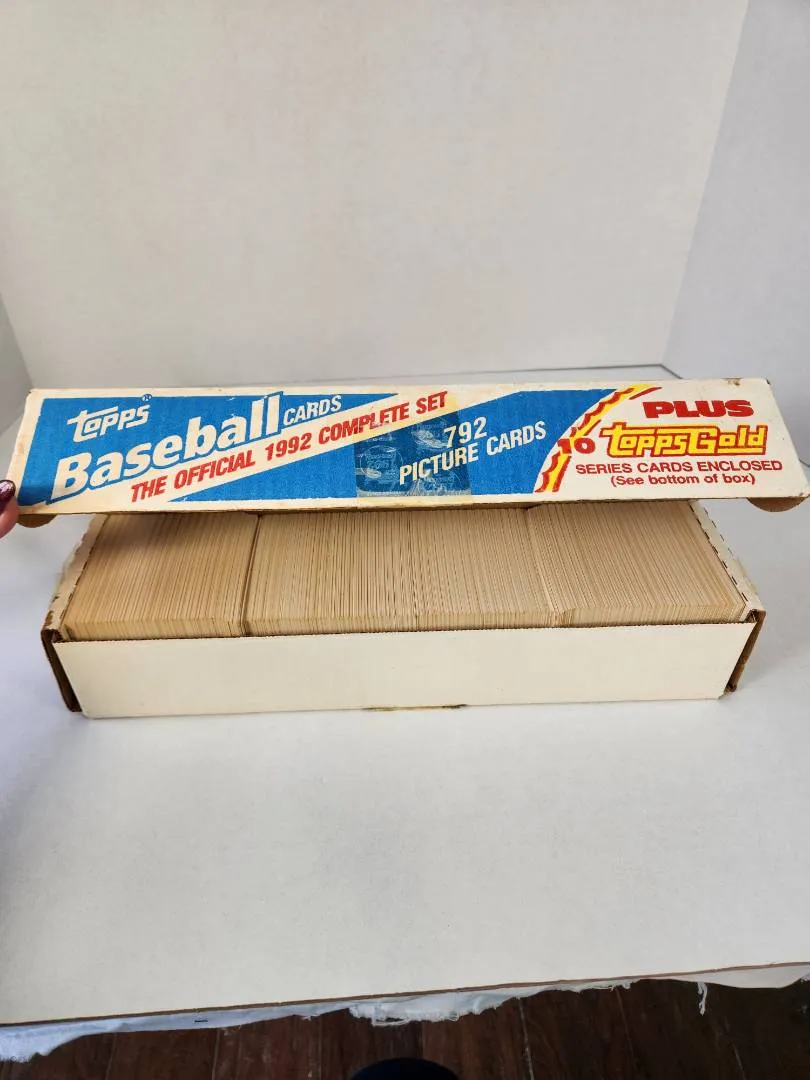 Topps®
Baseball CARDS
THE OFFICIAL 1992 COMPLETE SET
792
PICTURE CARDS
PLUS
10 ToppsGold
SERIES CARDS ENCLOSED
(See bottom of box)